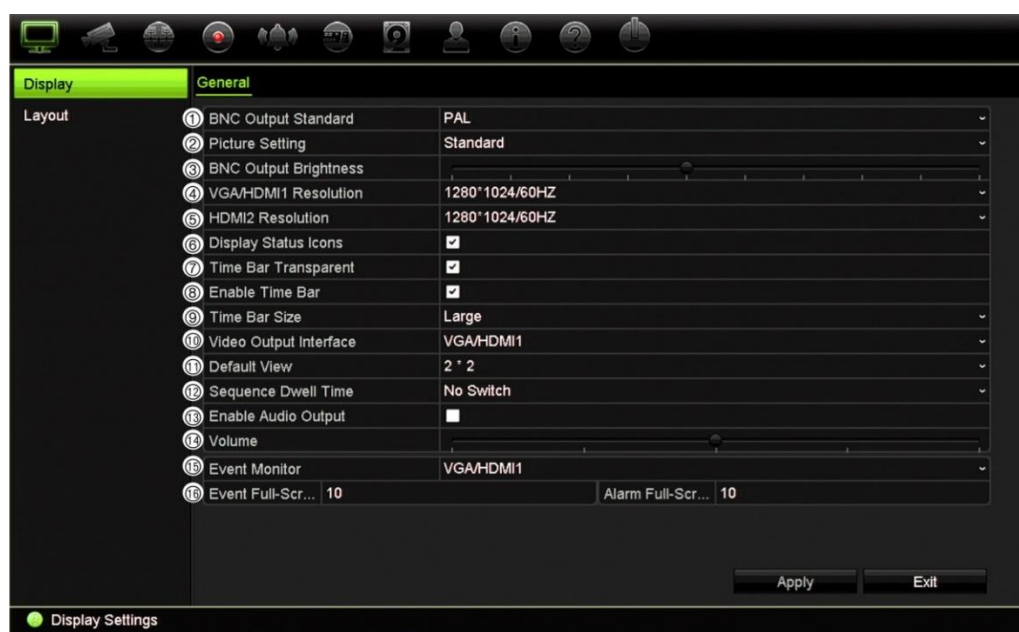 Display General
Layout
① BNC Output Standard PAL
② Picture Setting Standard
③ BNC Output Brightness
④ VGA/HDMI1 Resolution 1280*1024/60HZ
⑤ HDMI2 Resolution 1280*1024/60HZ
⑥ Display Status Icons
⑦ Time Bar Transparent
⑧ Enable Time Bar
⑨ Time Bar Size Large
⑩ Video Output Interface VGA/HDMI1
⑪ Default View 2 * 2
⑫ Sequence Dwell Time No Switch
⑬ Enable Audio Output
⑭ Volume
⑮ Event Monitor VGA/HDMI1
⑯ Event Full-Scr... 10 Alarm Full-Scr... 10
Apply Exit
Display Settings